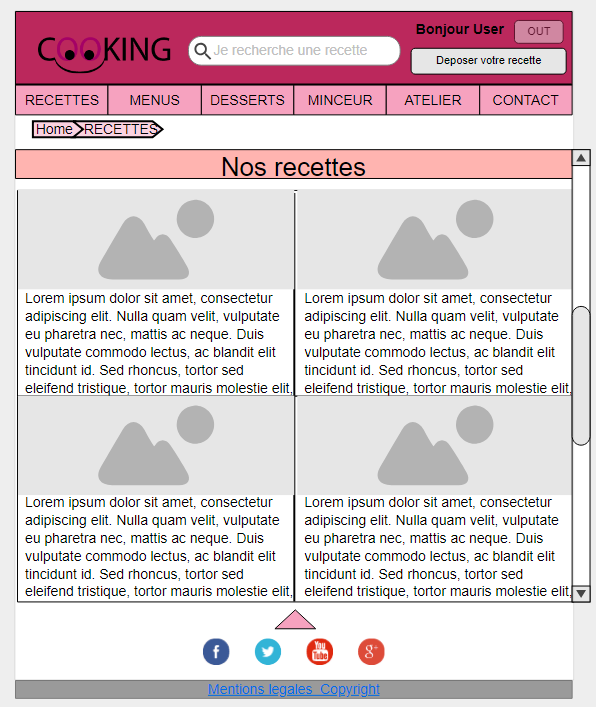 COOKING
Je recherche une recette
Bonjour User
OUT
Deposer votre recette
RECETTES MENUS DESSERTS MINCEUR ATELIER CONTACT
Home RECETTES
Nos recettes
Lorem ipsum dolor sit amet, consectetur
adipiscing elit. Nulla quam velit, vulputate
eu pharetra nec, mattis ac neque. Duis
vulputate commodo lectus, ac blandit elit
tincidunt id. Sed rhoncus, tortor sed
eleifend tristique, tortor mauris molestie elit,
Lorem ipsum dolor sit amet, consectetur
adipiscing elit. Nulla quam velit, vulputate
eu pharetra nec, mattis ac neque. Duis
vulputate commodo lectus, ac blandit elit
tincidunt id. Sed rhoncus, tortor sed
eleifend tristique, tortor mauris molestie elit,
Lorem ipsum dolor sit amet, consectetur
adipiscing elit. Nulla quam velit, vulputate
eu pharetra nec, mattis ac neque. Duis
vulputate commodo lectus, ac blandit elit
tincidunt id. Sed rhoncus, tortor sed
eleifend tristique, tortor mauris molestie elit,
Lorem ipsum dolor sit amet, consectetur
adipiscing elit. Nulla quam velit, vulputate
eu pharetra nec, mattis ac neque. Duis
vulputate commodo lectus, ac blandit elit
tincidunt id. Sed rhoncus, tortor sed
eleifend tristique, tortor mauris molestie elit,
f
You
Tube
g+
Mentions legales Copyright